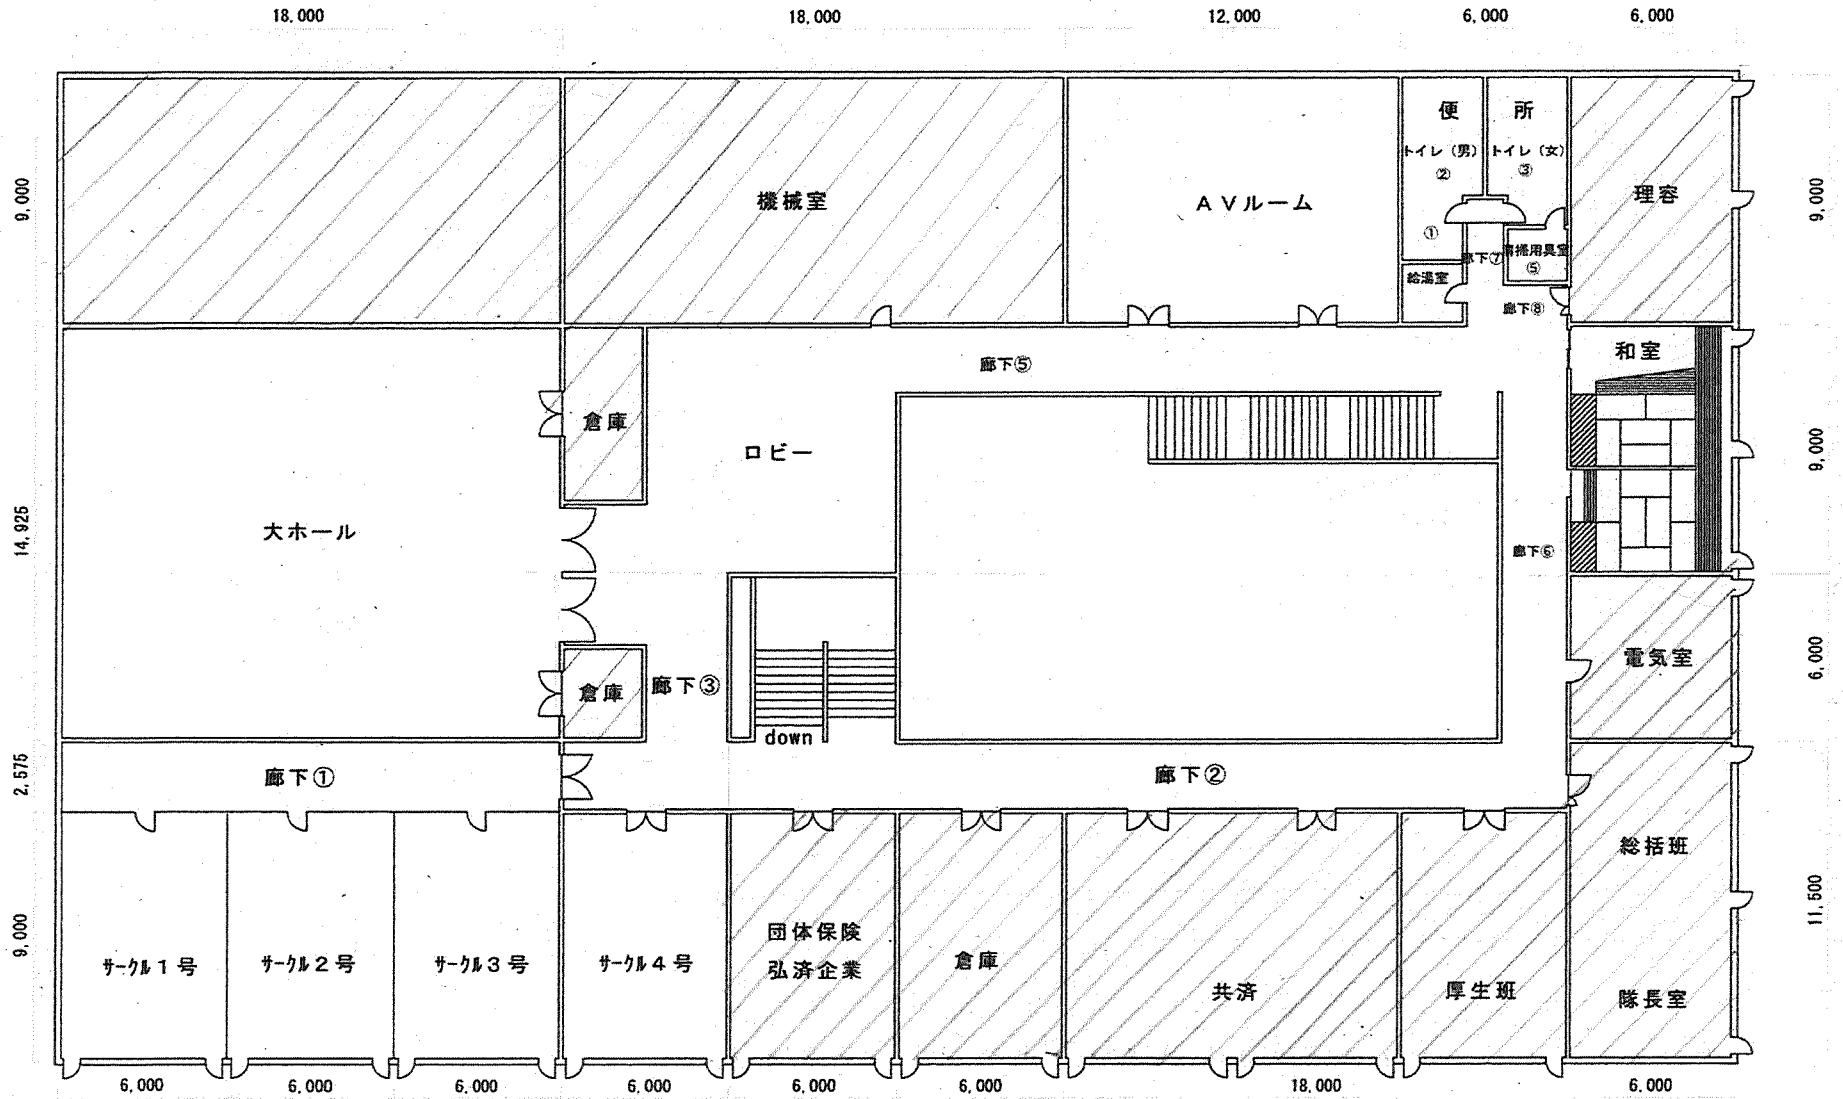 18,000
18,000
12,000
6,000
6,000
便 所
トイレ（男）
②
トイレ（女）
③
9,000
機械室
ＡＶルーム
理容
9,000
①
廊下⑦
清掃用具室
⑤
給湯室
廊下⑧
廊下⑤
和室
倉庫
ロビー
9,000
14,925
大ホール
廊下⑥
倉庫
廊下③
電気室
6,000
down
2,575
廊下①
廊下②
総括班
11,500
9,000
ｻｰｸﾙ１号
ｻｰｸﾙ２号
ｻｰｸﾙ３号
ｻｰｸﾙ４号
団体保険
弘済企業
倉庫
共済
厚生班
隊長室
6,000
6,000
6,000
6,000
6,000
6,000
18,000
6,000